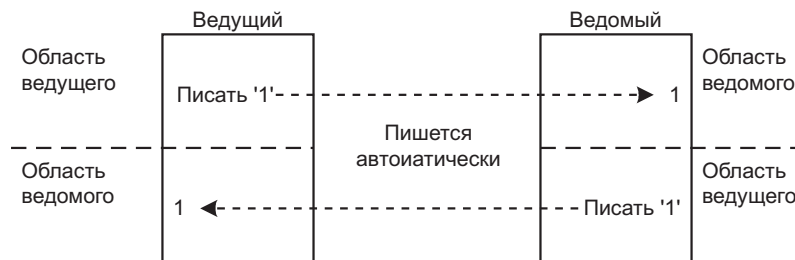 Ведущий
Ведомый
Область
ведущего
Область
ведомого
Писать '1'
1
Пишется
автоиатически
Область
ведомого
Область
ведущего
1
Писать '1'